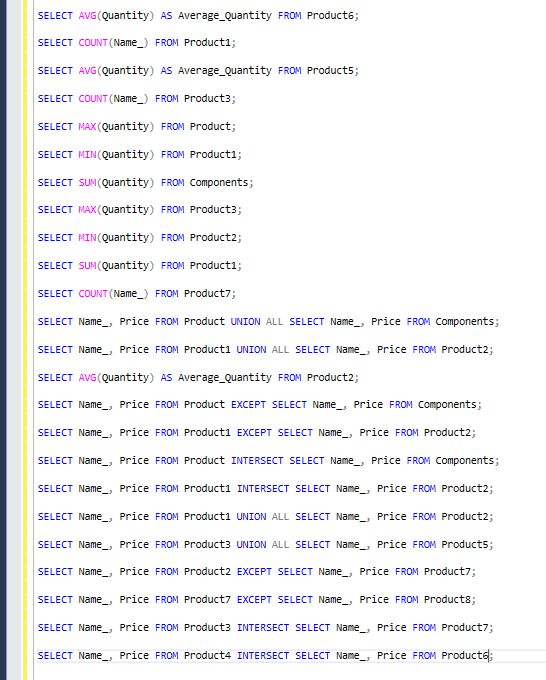 SELECT AVG(Quantity) AS Average_Quantity FROM Product6;
SELECT COUNT(Name_) FROM Product1;
SELECT AVG(Quantity) AS Average_Quantity FROM Product5;
SELECT COUNT(Name_) FROM Product3;
SELECT MAX(Quantity) FROM Product;
SELECT MIN(Quantity) FROM Product1;
SELECT SUM(Quantity) FROM Components;
SELECT MAX(Quantity) FROM Product3;
SELECT MIN(Quantity) FROM Product2;
SELECT SUM(Quantity) FROM Product1;
SELECT COUNT(Name_) FROM Product7;
SELECT Name_, Price FROM Product UNION ALL SELECT Name_, Price FROM Components;
SELECT Name_, Price FROM Product1 UNION ALL SELECT Name_, Price FROM Product2;
SELECT AVG(Quantity) AS Average_Quantity FROM Product2;
SELECT Name_, Price FROM Product EXCEPT SELECT Name_, Price FROM Components;
SELECT Name_, Price FROM Product1 EXCEPT SELECT Name_, Price FROM Product2;
SELECT Name_, Price FROM Product INTERSECT SELECT Name_, Price FROM Components;
SELECT Name_, Price FROM Product1 INTERSECT SELECT Name_, Price FROM Product2;
SELECT Name_, Price FROM Product1 UNION ALL SELECT Name_, Price FROM Product2;
SELECT Name_, Price FROM Product3 UNION ALL SELECT Name_, Price FROM Product5;
SELECT Name_, Price FROM Product2 EXCEPT SELECT Name_, Price FROM Product7;
SELECT Name_, Price FROM Product7 EXCEPT SELECT Name_, Price FROM Product8;
SELECT Name_, Price FROM Product3 INTERSECT SELECT Name_, Price FROM Product7;
SELECT Name_, Price FROM Product4 INTERSECT SELECT Name_, Price FROM Product6;